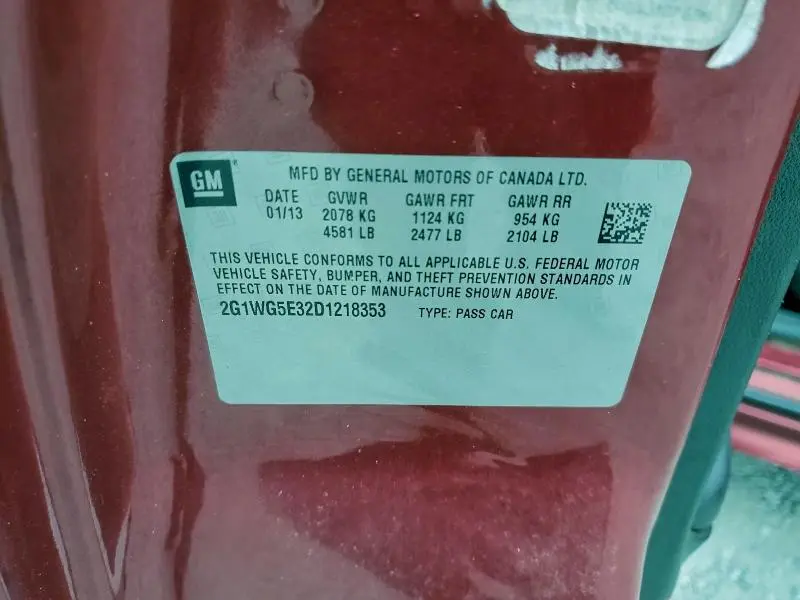 GM
MFD BY GENERAL MOTORS OF CANADA LTD.
DATE GVWR GAWR FRT GAWR RR
01/13 2078 KG 1124 KG 954 KG
4581 LB 2477 LB 2104 LB
THIS VEHICLE CONFORMS TO ALL APPLICABLE U.S. FEDERAL MOTOR
VEHICLE SAFETY, BUMPER, AND THEFT PREVENTION STANDARDS IN
EFFECT ON THE DATE OF MANUFACTURE SHOWN ABOVE.
2G1WG5E32D1218353 TYPE: PASS CAR